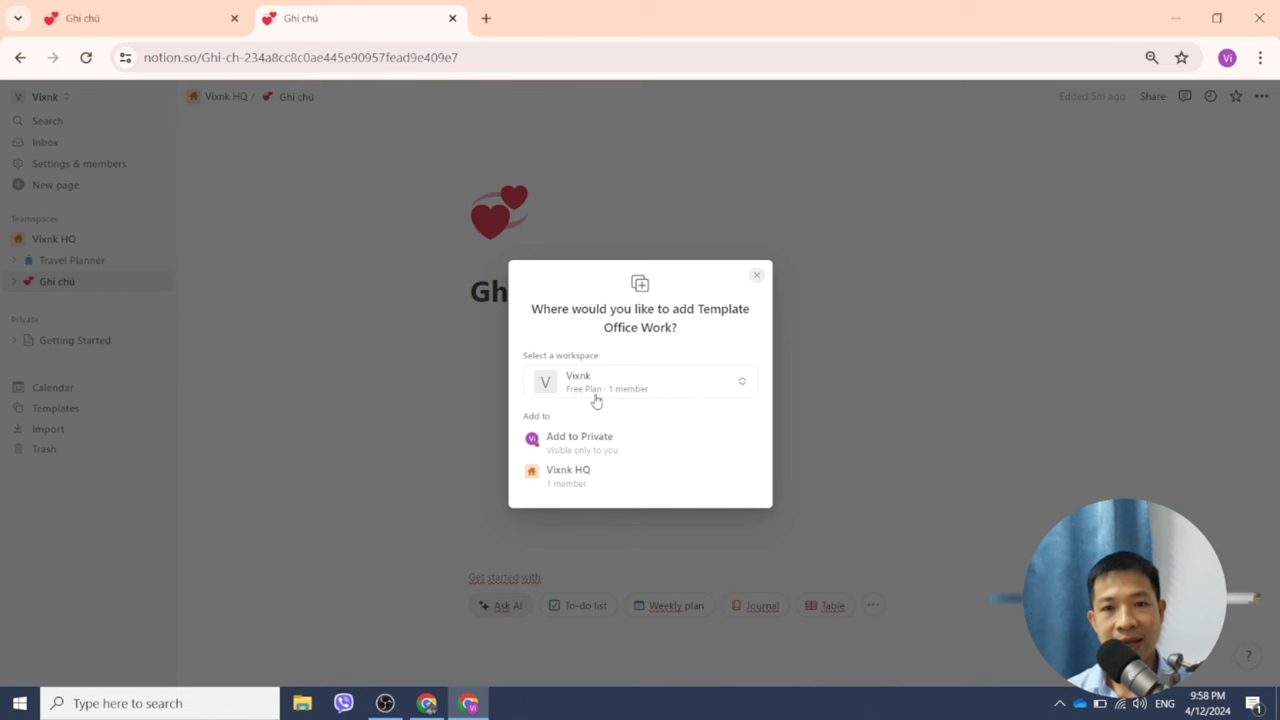 Ghi chú
Ghi chú
notion.so/Ghi-ch-234a8cc8c0ae445e90957fead9e409e7
Vi
V Vixnk
Vixnk HQ / Ghi chú
Edited 5m ago
Share
Search
Inbox
Settings & members
New page
Teamspaces
Vixnk HQ
Travel Planner
Ghi chú
Private
Getting Started
Calendar
Templates
Import
Trash
Gh
Where would you like to add Template
Office Work?
Select a workspace
V
Vixnk
Free Plan · 1 member
Add to
Vi
Add to Private
Visible only to you
Vixnk HQ
1 member
Get started with
Ask AI
To-do list
Weekly plan
Journal
Table
?
Type here to search
Vi
ENG
9:58 PM
4/12/2024
1